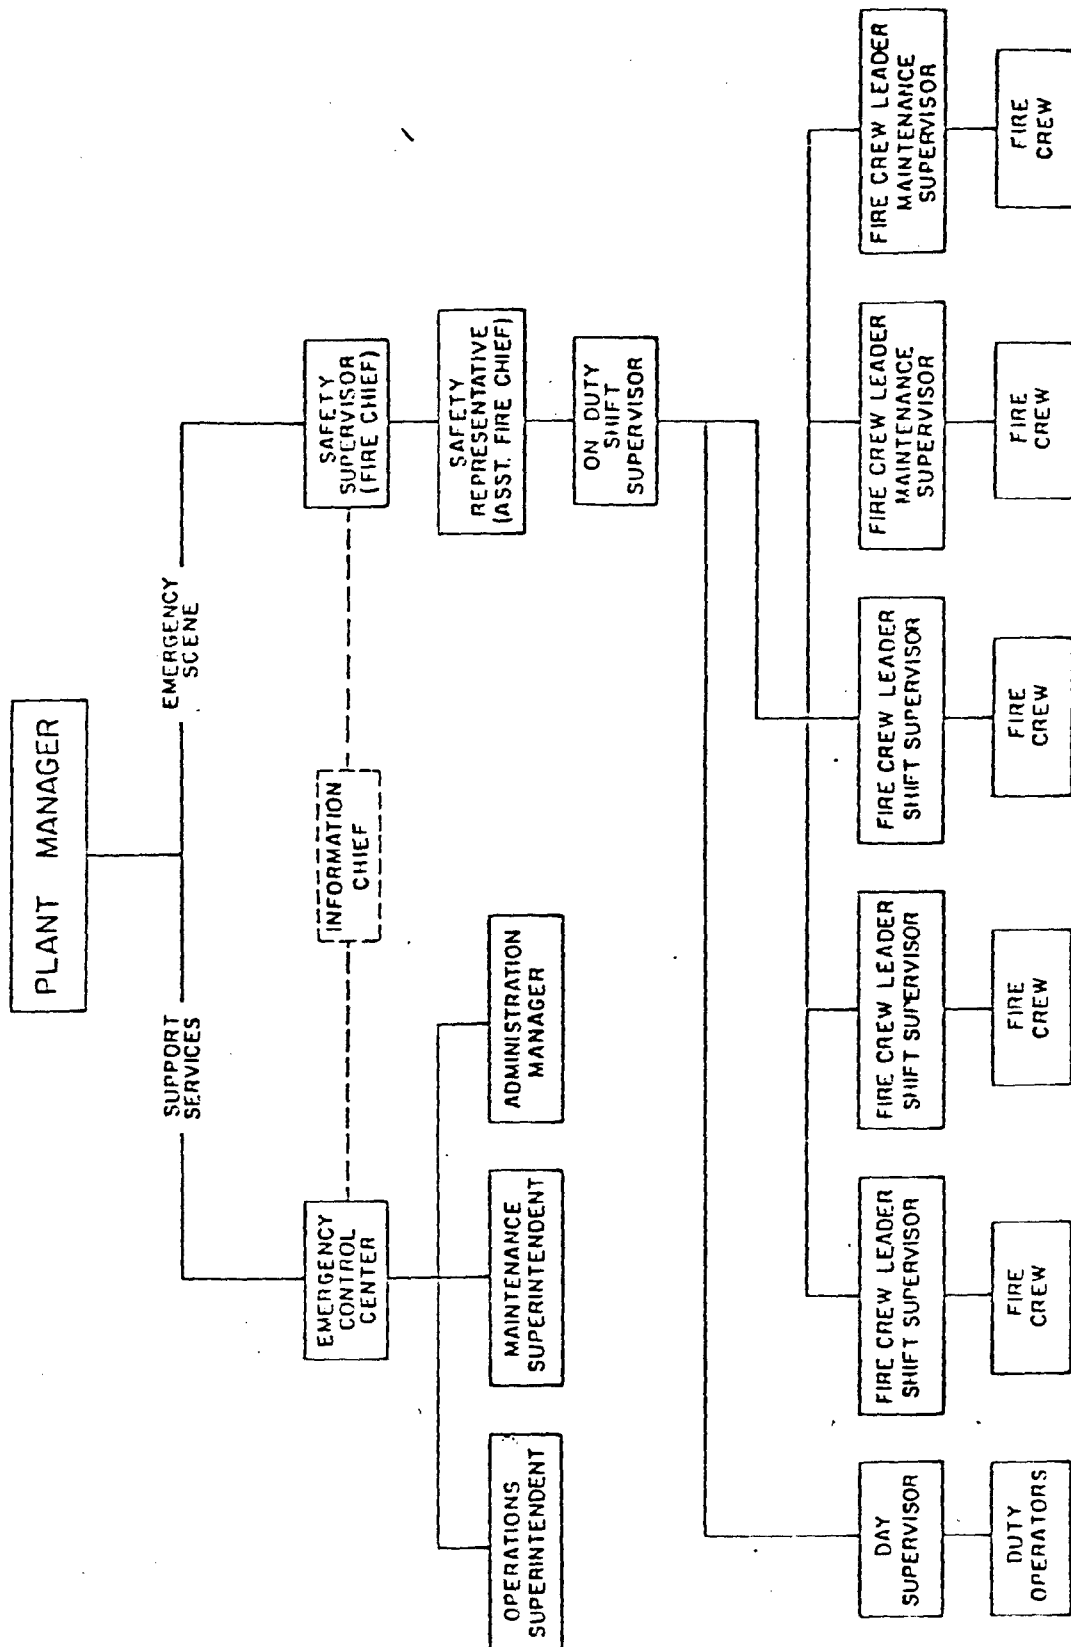 PLANT MANAGER
SUPPORT
SERVICES
EMERGENCY
SCENE
EMERGENCY
CONTROL
CENTER
INFORMATION
CHIEF
SAFETY
SUPERVISOR
(FIRE CHIEF)
OPERATIONS
SUPERINTENDENT
MAINTENANCE
SUPERINTENDENT
ADMINISTRATION
MANAGER
SAFETY
REPRESENTATIVE
(ASST. FIRE CHIEF)
ON DUTY
SHIFT
SUPERVISOR
DAY
SUPERVISOR
FIRE CREW LEADER
SHIFT SUPERVISOR
FIRE CREW LEADER
SHIFT SUPERVISOR
FIRE CREW LEADER
SHIFT SUPERVISOR
FIRE CREW LEADER
MAINTENANCE
SUPERVISOR
FIRE CREW LEADER
MAINTENANCE
SUPERVISOR
DUTY
OPERATORS
FIRE
CREW
FIRE
CREW
FIRE
CREW
FIRE
CREW
FIRE
CREW